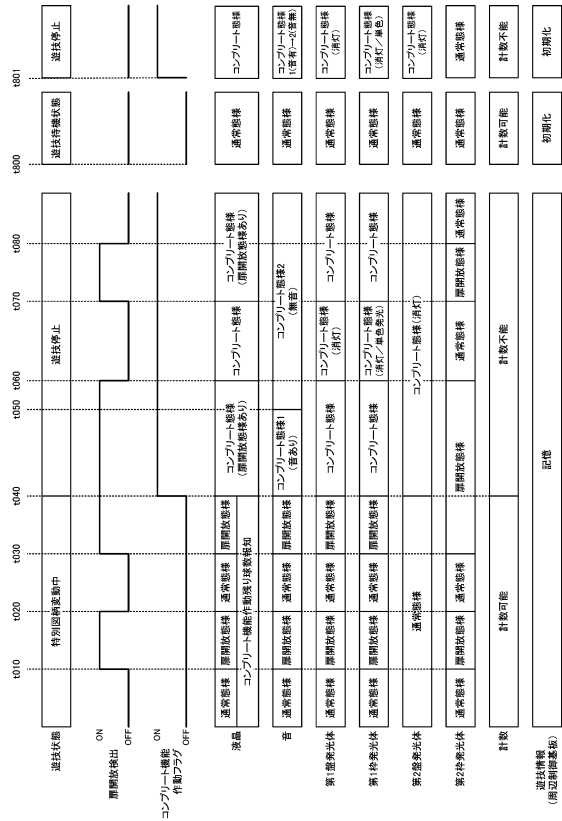 t010
t020
t030
t040
t050
t060
t070
t080
t800
t801
遊技状態
特別図柄変動中
遊技停止
遊技待機状態
遊技停止
扉開放検出
ON
OFF
コンプリート機能
作動フラグ
ON
OFF
液晶
通常態様
扉開放態様
通常態様
扉開放態様
コンプリート機能作動残り球数報知
コンプリート態様
(扉開放態様あり)
コンプリート態様
コンプリート態様
(扉開放態様あり)
通常態様
コンプリート態様
音
通常態様
扉開放態様
通常態様
扉開放態様
コンプリート態様1
(音あり)
コンプリート態様2
(無音)
通常態様
コンプリート態様
1(音有)→2(音無)
第1盤発光体
通常態様
扉開放態様
通常態様
扉開放態様
コンプリート態様
コンプリート態様
(消灯)
コンプリート態様
通常態様
コンプリート態様
(消灯)
第1枠発光体
通常態様
扉開放態様
通常態様
扉開放態様
コンプリート態様
コンプリート態様
(消灯/単色発光)
コンプリート態様
通常態様
コンプリート態様
(消灯/単色)
第2盤発光体
通常態様
コンプリート態様(消灯)
通常態様
コンプリート態様
(消灯)
第2枠発光体
通常態様
扉開放態様
通常態様
扉開放態様
通常態様
扉開放態様
通常態様
通常態様
通常態様
計数
計数可能
計数不能
計数可能
計数不能
遊技情報
(周辺制御基板)
記憶
初期化
初期化